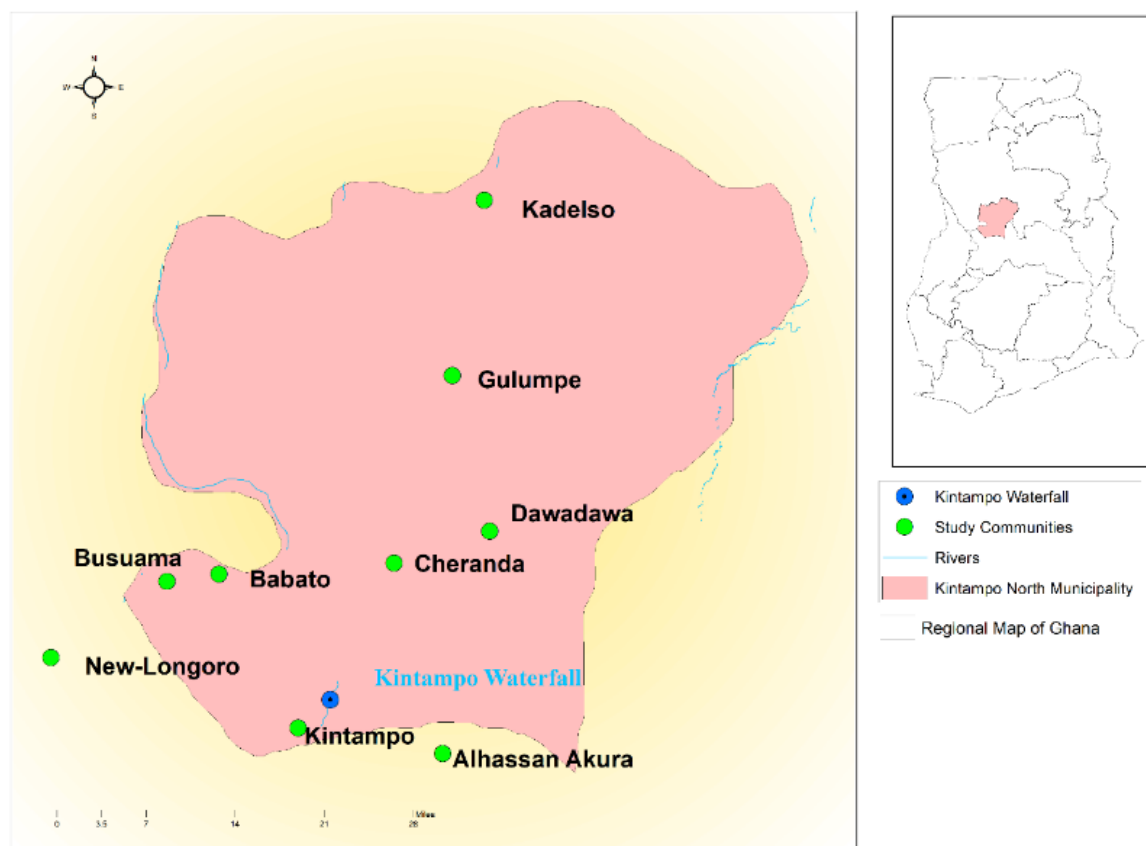 N
W E
S
Kadelso
Gulumpe
Dawadawa
Cheranda
Busuama
Babato
New-Longoro
Kintampo Waterfall
Kintampo
Alhassan Akura
Miles
0 3.5 7 14 21 28
Kintampo Waterfall
Study Communities
Rivers
Kintampo North Municipality
Regional Map of Ghana